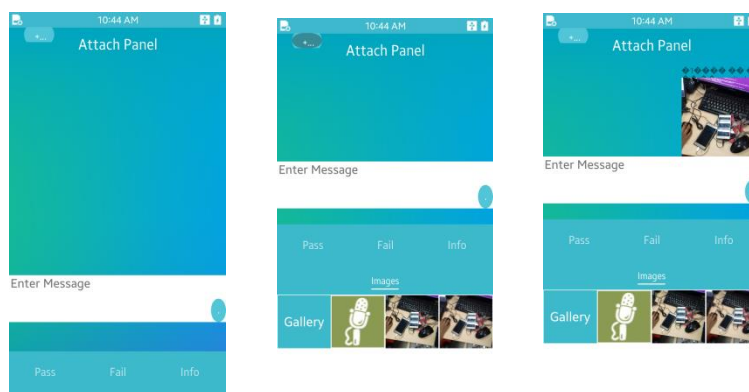 10:44 AM
+...
Attach Panel
Enter Message
.
Pass Fail Info
10:44 AM
+...
Attach Panel
Enter Message
.
Pass Fail Info
Images
Gallery
10:44 AM
+...
Attach Panel
Enter Message
Pass Fail Info
Images
Gallery